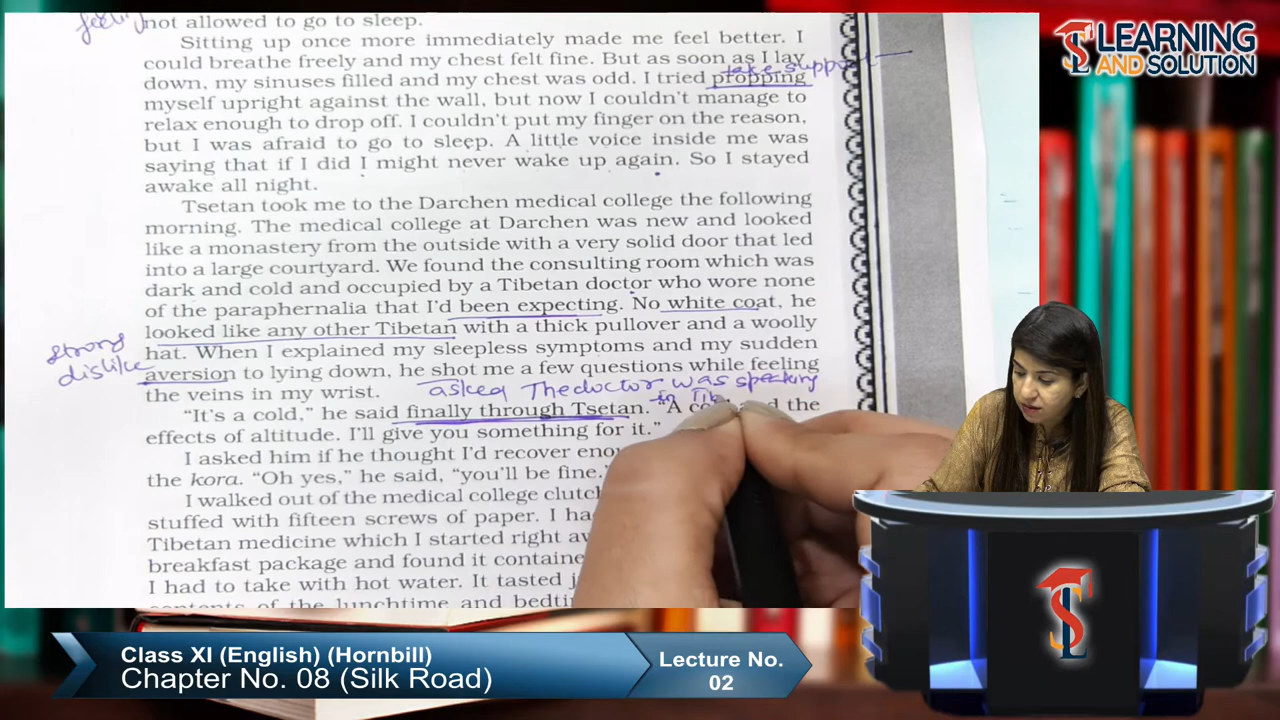 feeling not allowed to go to sleep.
Sitting up once more immediately made me feel better. I
could breathe freely and my chest felt fine. But as soon as I lay
take support
down, my sinuses filled and my chest was odd. I tried propping
myself upright against the wall, but now I couldn't manage to
relax enough to drop off. I couldn't put my finger on the reason,
but I was afraid to go to sleep. A little voice inside me was
saying that if I did I might never wake up again. So I stayed
awake all night.
Tsetan took me to the Darchen medical college the following
morning. The medical college at Darchen was new and looked
like a monastery from the outside with a very solid door that led
into a large courtyard. We found the consulting room which was
dark and cold and occupied by a Tibetan doctor who wore none
of the paraphernalia that I'd been expecting. No white coat, he
looked like any other Tibetan with a thick pullover and a woolly
hat. When I explained my sleepless symptoms and my sudden
strong
dislike
aversion to lying down, he shot me a few questions while feeling
the veins in my wrist.
asked The doctor was speaking
in
"It's a cold," he said finally through Tsetan. "A and the
effects of altitude. I'll give you something for it."
I asked him if he thought I'd recover
the kora. "Oh yes," he said, "you'll be fine.
I walked out of the medical college
stuffed with fifteen screws of paper. I
Tibetan medicine which I started right
breakfast package and found it
I had to take with hot water. It tasted
contents of the lunchtime and
LEARNING
AND SOLUTION
Class XI (English) (Hornbill)
Chapter No. 08 (Silk Road)
Lecture No.
02